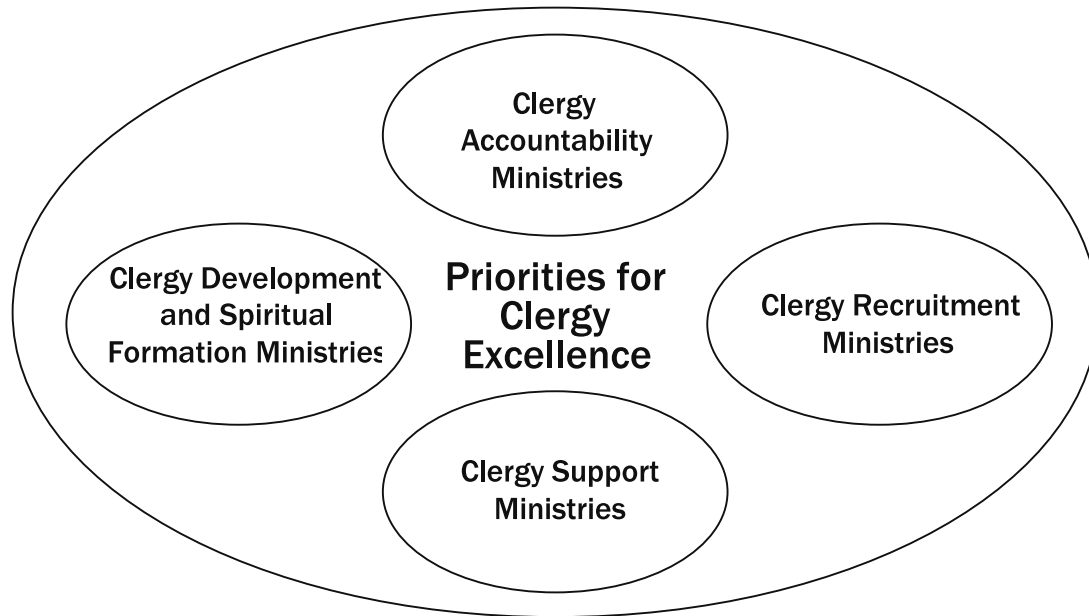 Clergy
Accountability
Ministries
Clergy Development
and Spiritual
Formation Ministries
Priorities for
Clergy
Excellence
Clergy Recruitment
Ministries
Clergy Support
Ministries